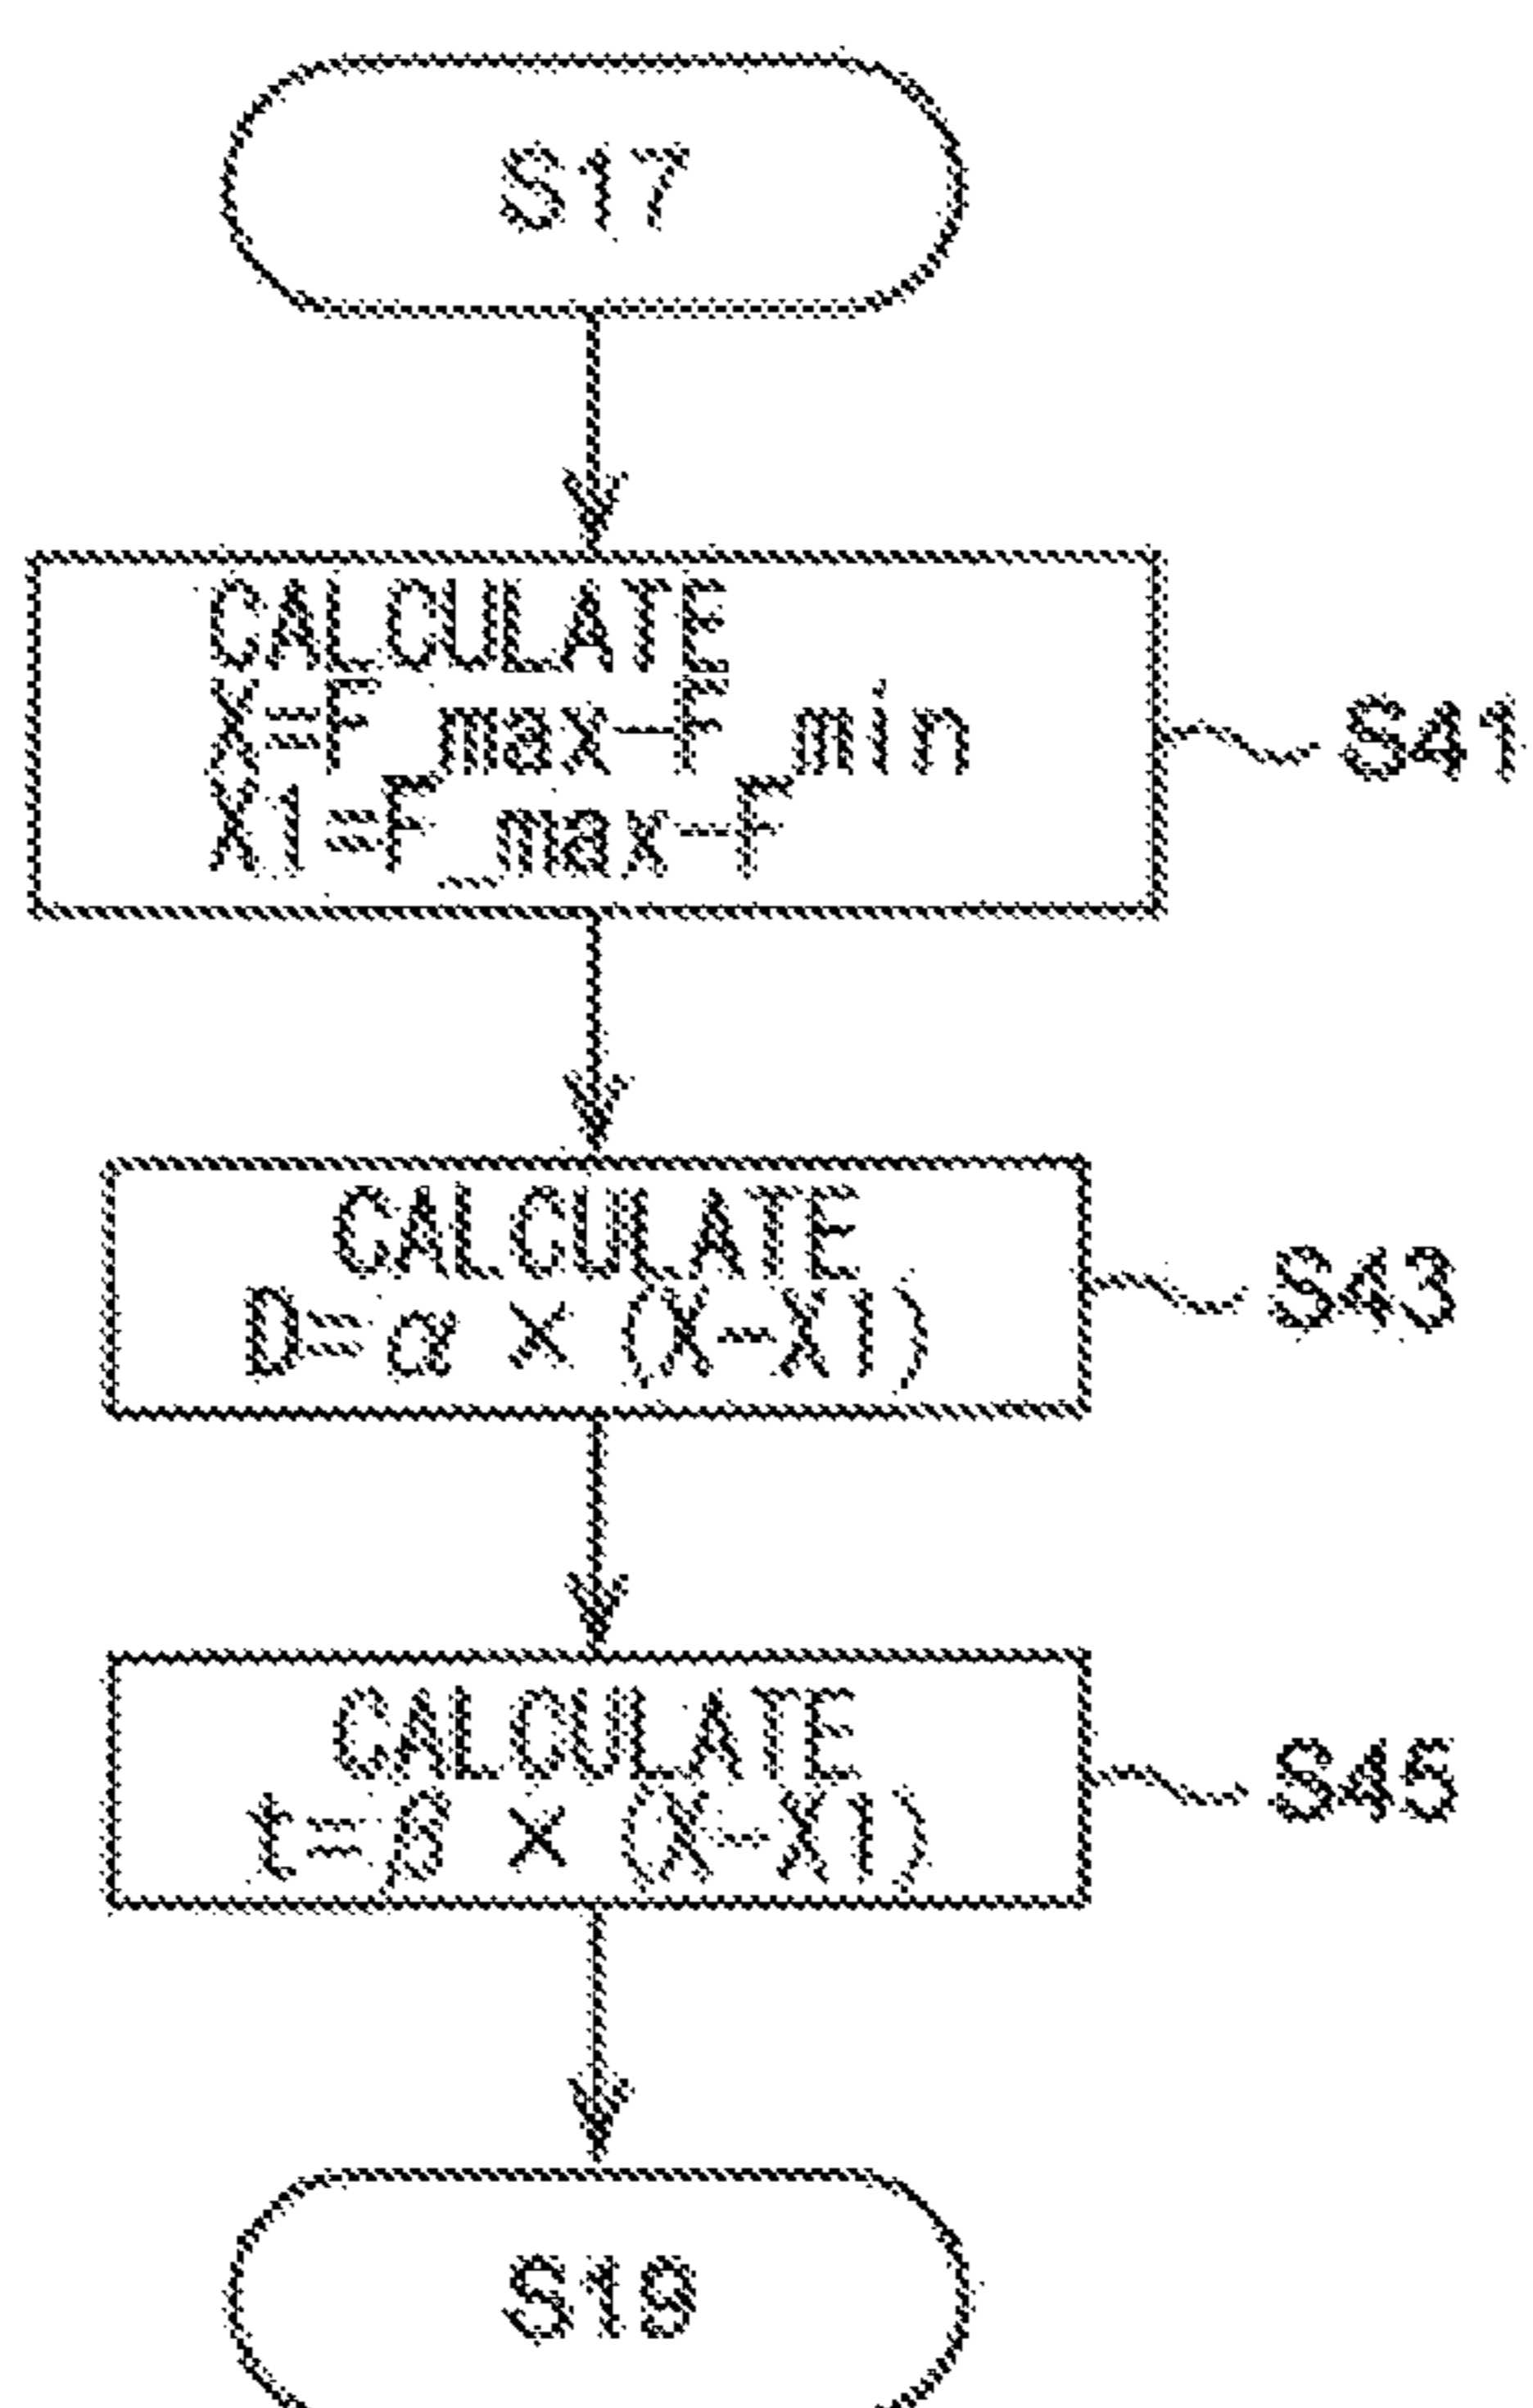 S17
CALCULATE
X=F_max-F_min
X1=F_max-F
S41
CALCULATE
D=α × (X-X1)
S43
CALCULATE
t=β × (X-X1)
S45
S19